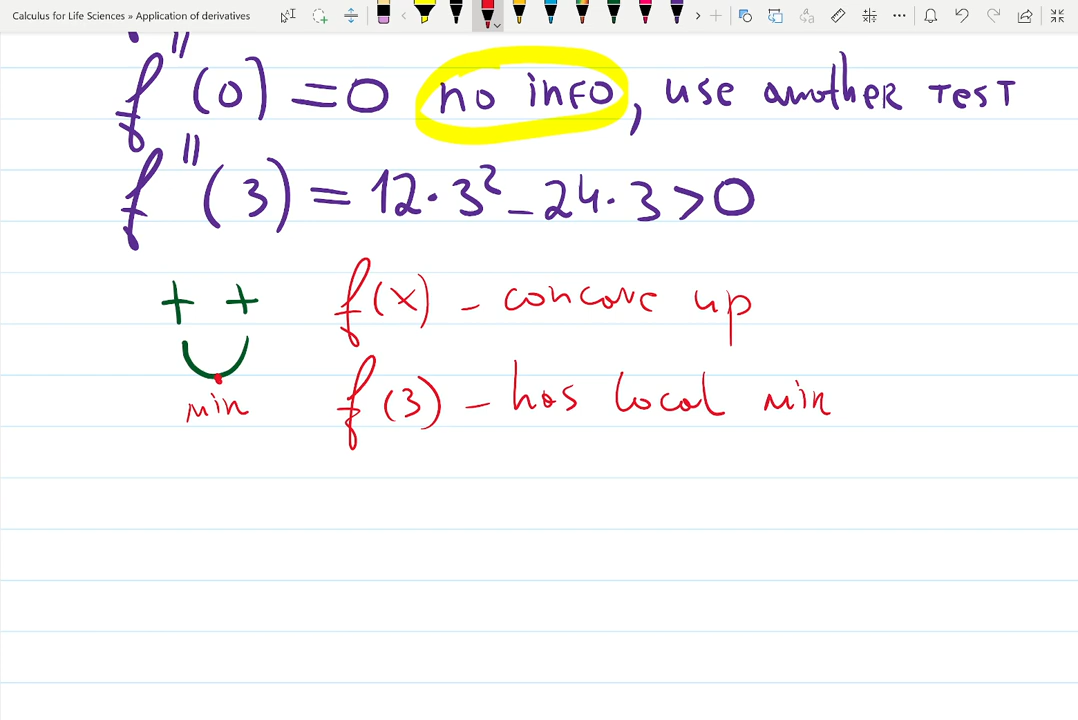 Calculus for Life Sciences » Application of derivatives
f''(0) = 0 no info, use another TEST
f''(3) = 12·3² - 24·3 > 0
+ + f(x) - concave up
min f(3) - has local min